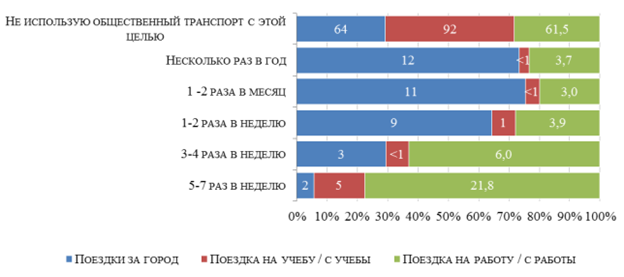 НЕ ИСПОЛЬЗУЮ ОБЩЕСТВЕННЫЙ ТРАНСПОРТ С ЭТОЙ
ЦЕЛЬЮ
64 92 61,5
НЕСКОЛЬКО РАЗ В ГОД 12 <1 3,7
1 -2 РАЗА В МЕСЯЦ 11 <1 3,0
1-2 РАЗА В НЕДЕЛЮ 9 1 3,9
3-4 РАЗА В НЕДЕЛЮ 3 <1 6,0
5-7 РАЗ В НЕДЕЛЮ 2 5 21,8
0% 10% 20% 30% 40% 50% 60% 70% 80% 90% 100%
ПОЕЗДКИ ЗА ГОРОД ПОЕЗДКА НА УЧЕБУ / С УЧЕБЫ ПОЕЗДКА НА РАБОТУ / С РАБОТЫ